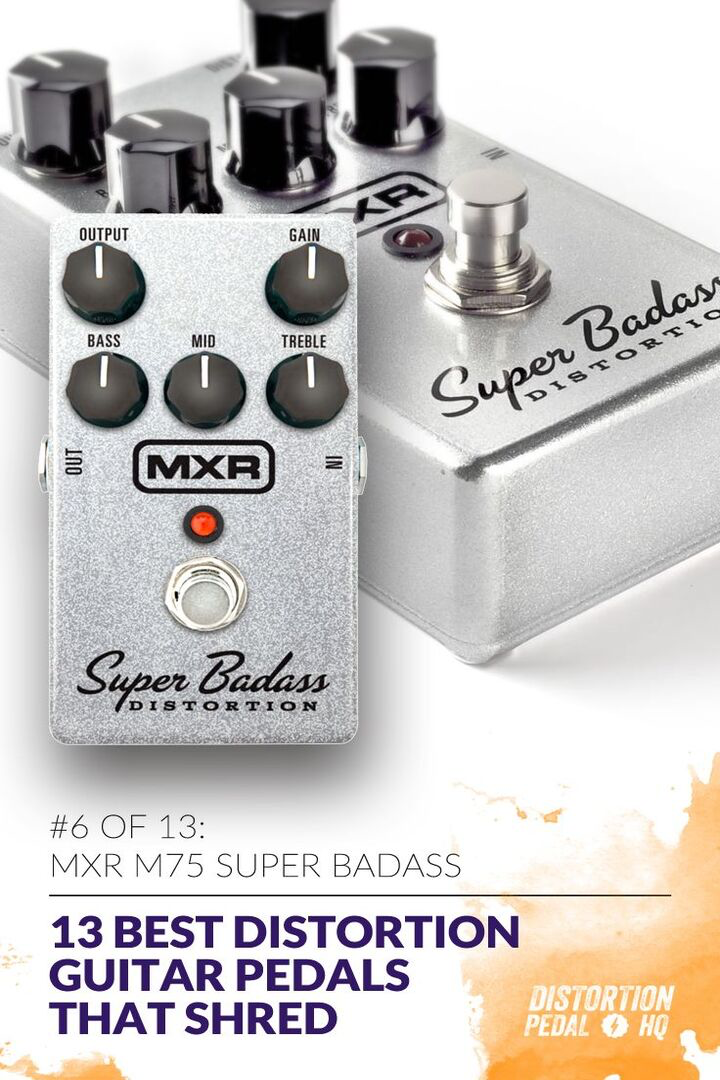 OUTPUT GAIN
BASS MID TREBLE
OUT IN
MXR
Super Badass
DISTORTION
IN
MXR
Super Badass
DISTORTION
#6 OF 13:
MXR M75 SUPER BADASS
13 BEST DISTORTION
GUITAR PEDALS
THAT SHRED
DISTORTION
PEDAL HQ